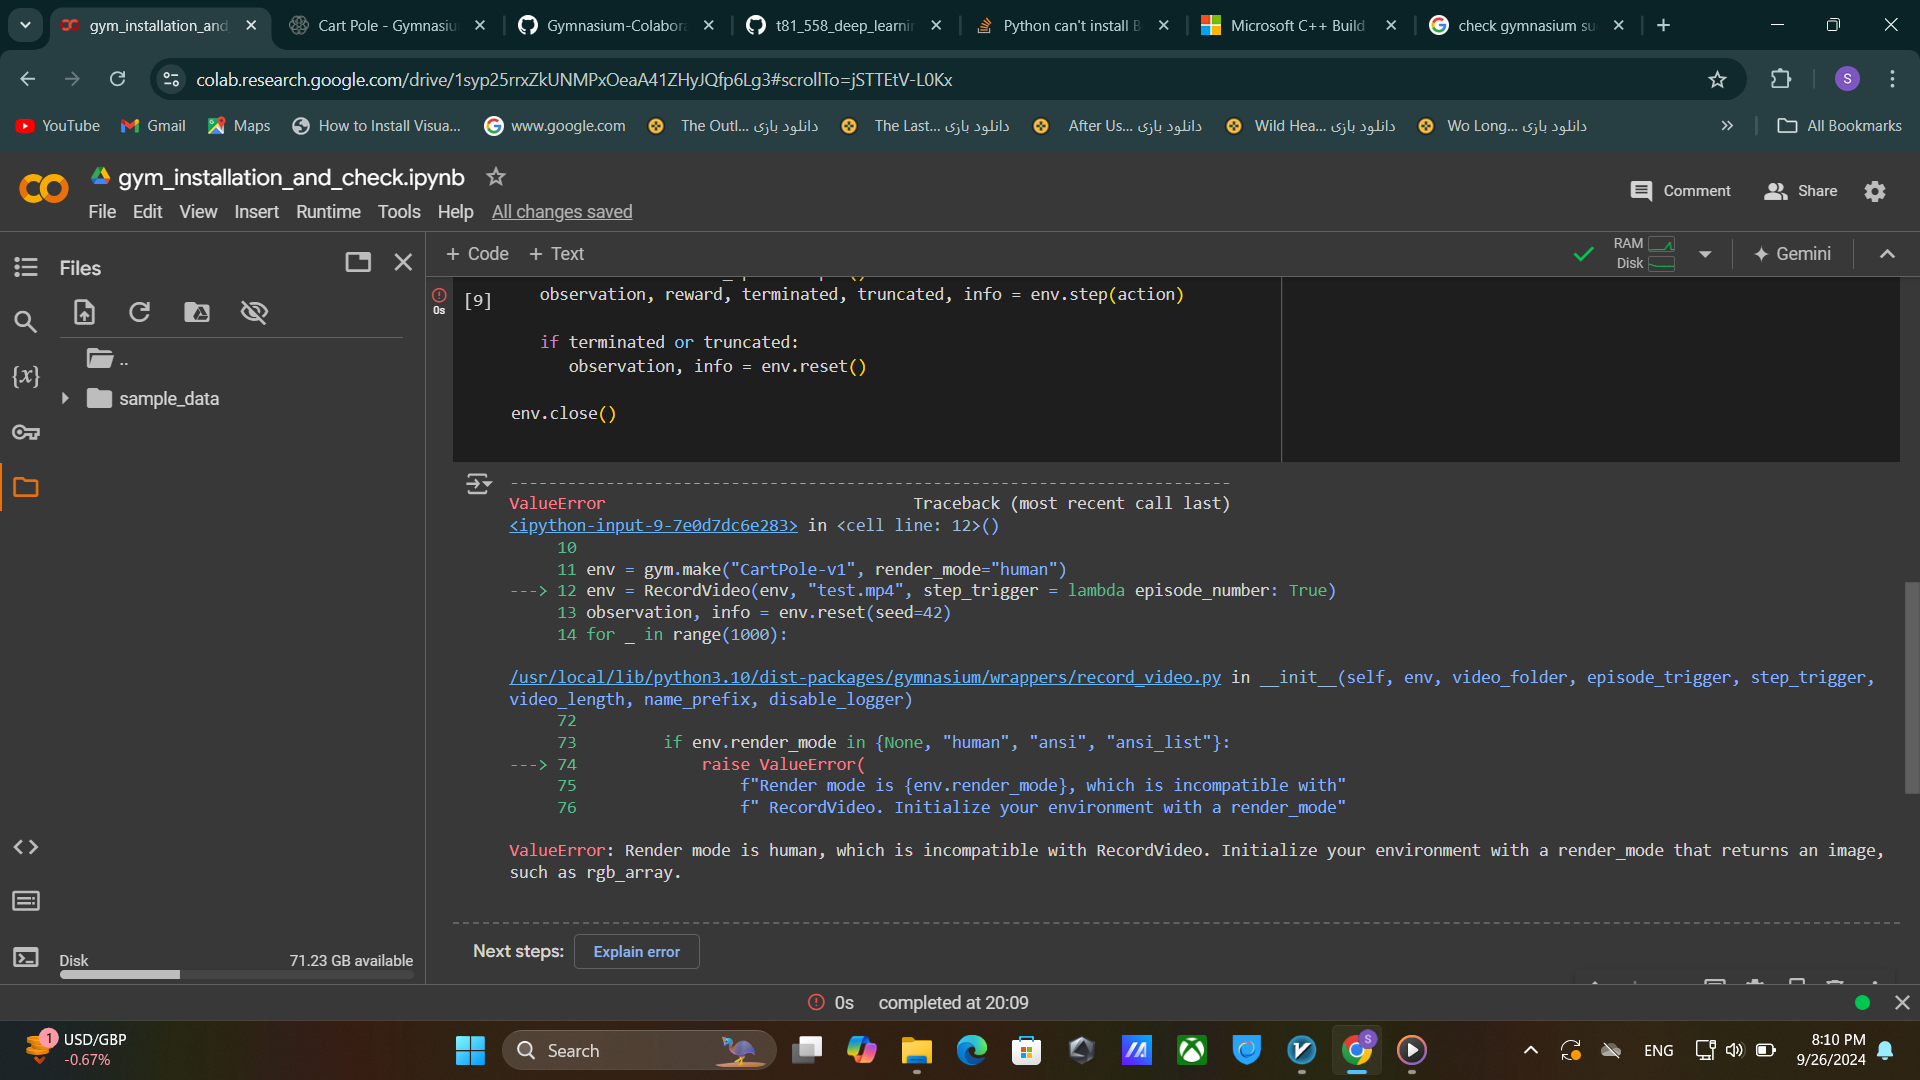 gym_installation_and_
Cart Pole - Gymnasiu
Gymnasium-Colabora
t81_558_deep_learnin
Python can't install B
Microsoft C++ Build
check gymnasium su
colab.research.google.com/drive/1syp25rrxZkUNMPxOeaA41ZHyJQfp6Lg3#scrollTo=jSTTEtV-L0Kx
S
YouTube
Gmail
Maps
How to Install Visua...
www.google.com
The Outl... دانلود بازی
The Last... دانلود بازی
After Us... دانلود بازی
Wild Hea... دانلود بازی
Wo Long... دانلود بازی
All Bookmarks
gym_installation_and_check.ipynb
Comment
Share
File Edit View Insert Runtime Tools Help All changes saved
Files
+ Code + Text
RAM
Disk
Gemini
..
sample_data
{x}
[9]
0s
observation, reward, terminated, truncated, info = env.step(action)
if terminated or truncated:
observation, info = env.reset()
env.close()
---------------------------------------------------------------------------
ValueError Traceback (most recent call last)
<ipython-input-9-7e0d7dc6e283> in <cell line: 12>()
10
11 env = gym.make("CartPole-v1", render_mode="human")
---> 12 env = RecordVideo(env, "test.mp4", step_trigger = lambda episode_number: True)
13 observation, info = env.reset(seed=42)
14 for _ in range(1000):
/usr/local/lib/python3.10/dist-packages/gymnasium/wrappers/record_video.py in __init__(self, env, video_folder, episode_trigger, step_trigger,
video_length, name_prefix, disable_logger)
72
73 if env.render_mode in {None, "human", "ansi", "ansi_list"}:
---> 74 raise ValueError(
75 f"Render mode is {env.render_mode}, which is incompatible with"
76 f" RecordVideo. Initialize your environment with a render_mode"
ValueError: Render mode is human, which is incompatible with RecordVideo. Initialize your environment with a render_mode that returns an image,
such as rgb_array.
Next steps: Explain error
Disk 71.23 GB available
0s completed at 20:09
1
USD/GBP
-0.67%
Search
S
ENG
8:10 PM
9/26/2024